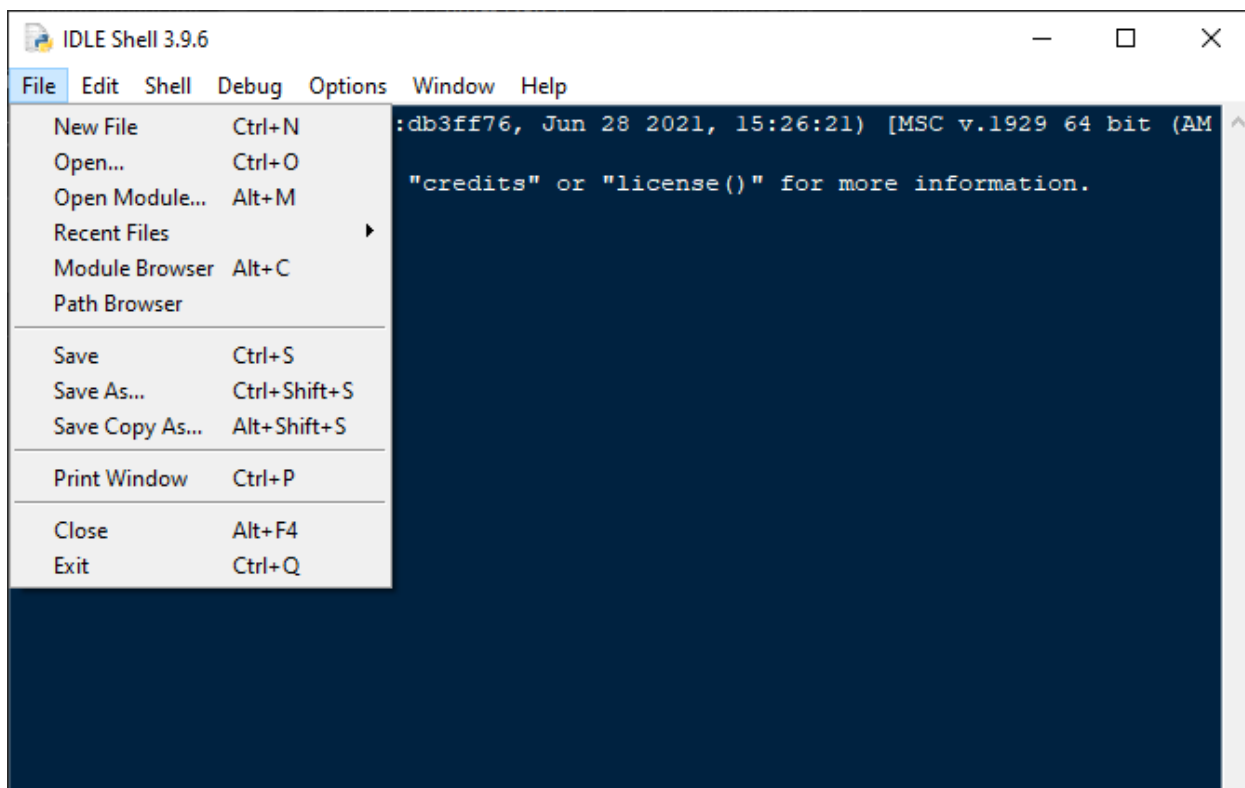 IDLE Shell 3.9.6
File Edit Shell Debug Options Window Help
:db3ff76, Jun 28 2021, 15:26:21) [MSC v.1929 64 bit (AM
"credits" or "license()" for more information.
New File Ctrl+N
Open... Ctrl+O
Open Module... Alt+M
Recent Files
Module Browser Alt+C
Path Browser
Save Ctrl+S
Save As... Ctrl+Shift+S
Save Copy As... Alt+Shift+S
Print Window Ctrl+P
Close Alt+F4
Exit Ctrl+Q